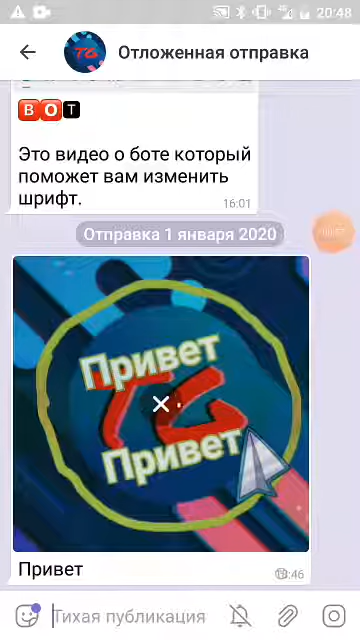 20:48
Отложенная отправка
BOT
Это видео о боте который
поможет вам изменить
шрифт.
16:01
Отправка 1 января 2020
Привет
TG
Привет
Привет
Тихая публикация